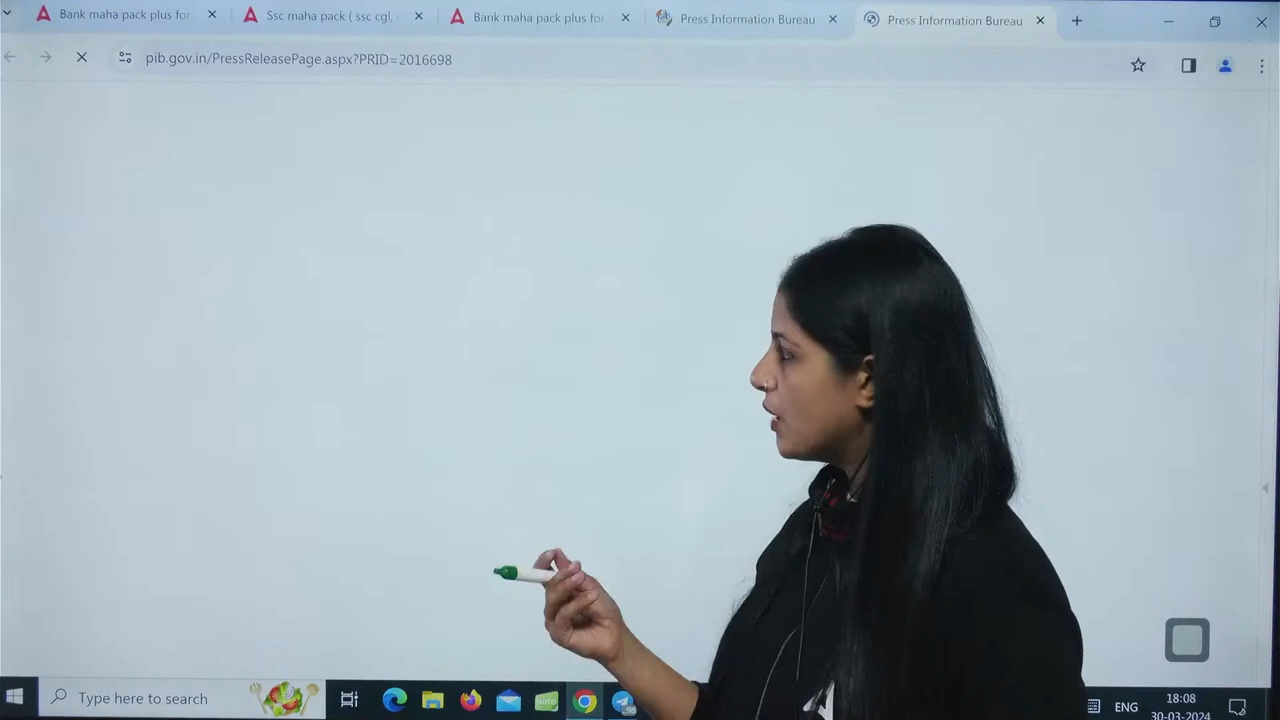 Bank maha pack plus for
Ssc maha pack ( ssc cgl,
Bank maha pack plus for
Press Information Bureau
Press Information Bureau
pib.gov.in/PressReleasePage.aspx?PRID=2016698
Type here to search
Note
98
ENG
18:08
30-03-2024